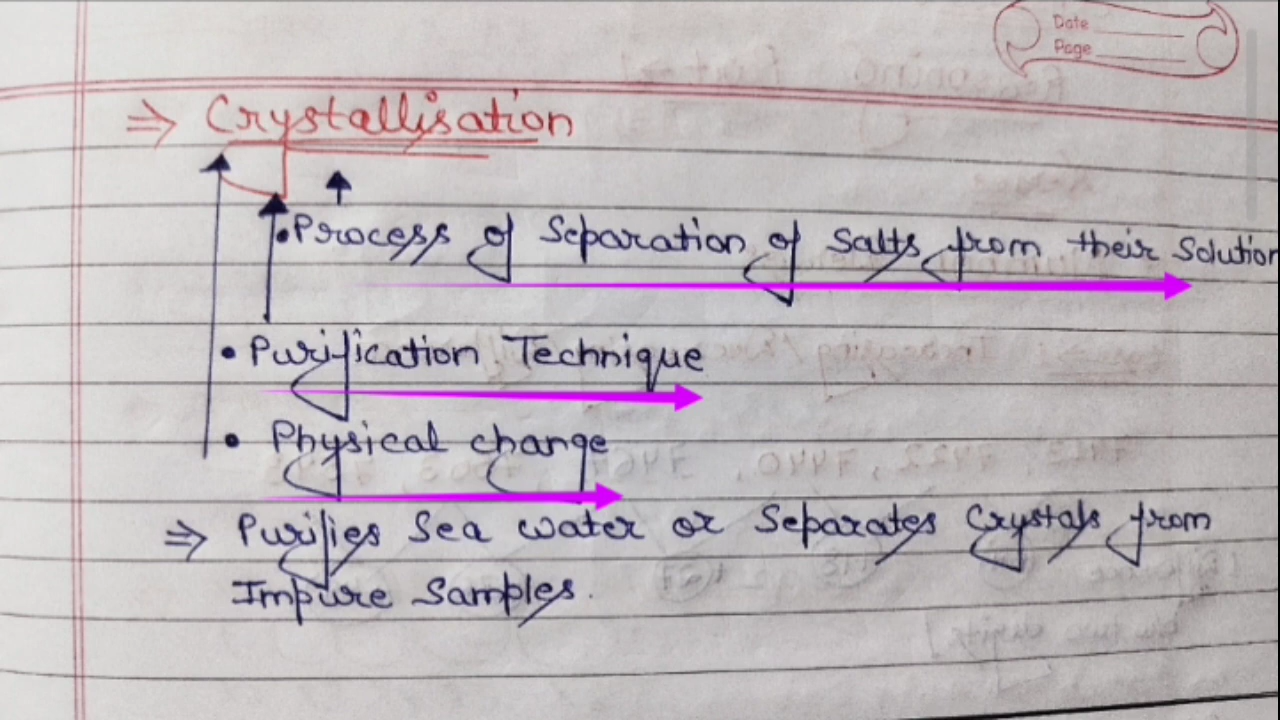 Date
Page
⇒ Crystallisation
•Process of Separation of Salts from their Solution
• Purification Technique
• Physical change
⇒ Purifies Sea water or Separates Crystals from
Impure Samples.